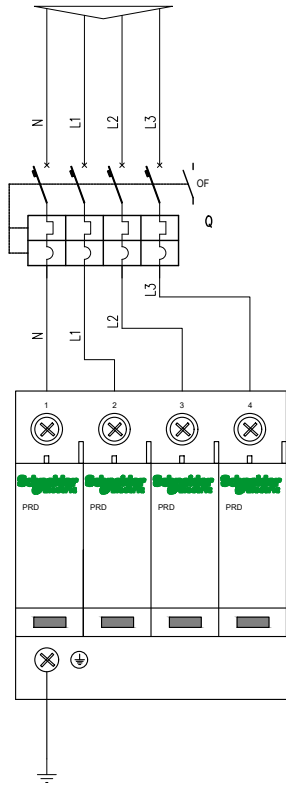 N L1 L2 L3
OF
Q
N L1 L2 L3
1 2 3 4
Schneider Schneider Schneider Schneider
Electric Electric Electric Electric
PRD PRD PRD PRD